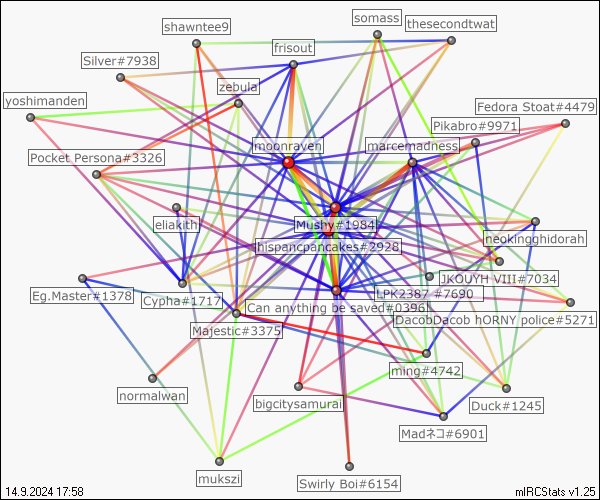 somass
shawntee9
thesecondtwat
frisout
Silver#7938
zebula
yoshimanden
Fedora Stoat#4479
Pikabro#9971
moonraven
marcemadness
Pocket Persona#3326
eliakith
Mushy#1984
neokingghidorah
hispancpancakes#2928
JKOUYH VIII#7034
Eg.Master#1378
Cypha#1717
LPK2387 #7690
Can anything be saved#0396
DacobDacob hORNY police#5271
Majestic#3375
ming#4742
normalwan
bigcitysamurai
Duck#1245
Madネコ#6901
mukszi
Swirly Boi#6154
14.9.2024 17:58
mIRCStats v1.25